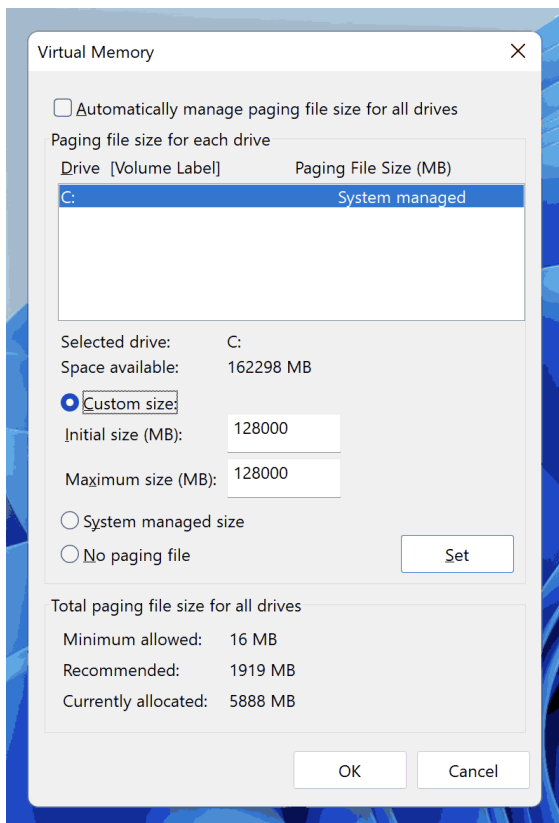 Virtual Memory
Automatically manage paging file size for all drives
Paging file size for each drive
Drive [Volume Label] Paging File Size (MB)
C: System managed
Selected drive: C:
Space available: 162298 MB
Custom size:
Initial size (MB): 128000
Maximum size (MB): 128000
System managed size
No paging file
Set
Total paging file size for all drives
Minimum allowed: 16 MB
Recommended: 1919 MB
Currently allocated: 5888 MB
OK Cancel